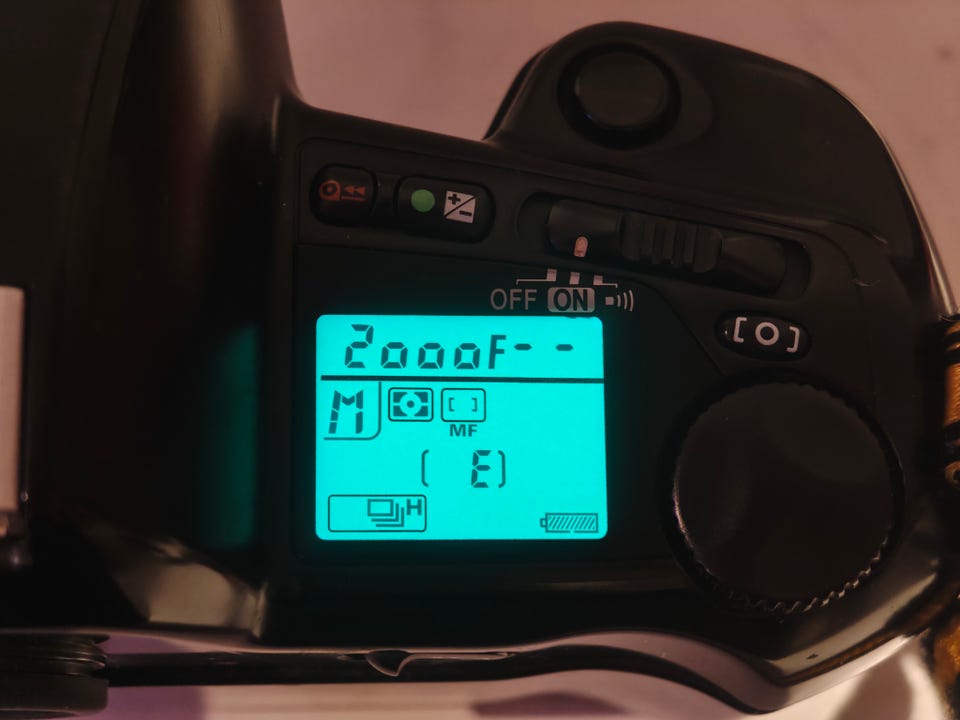 OFF ON
2000F--
M
MF
[ E]
H